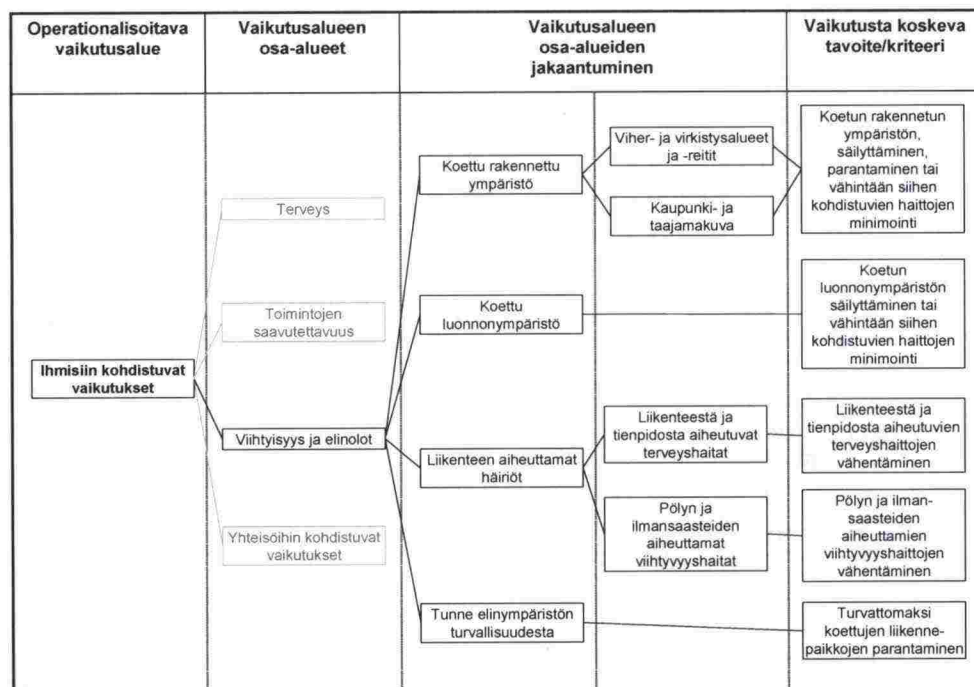 Operationalisoitava
vaikutusalue
Vaikutusalueen
osa-alueet
Vaikutusalueen
osa-alueiden
jakaantuminen
Vaikutusta koskeva
tavoite/kriteeri
Ihmisiin kohdistuvat
vaikutukset
Terveys
Toimintojen
saavutettavuus
Viihtyisyys ja elinolot
Yhteisöihin kohdistuvat
vaikutukset
Koettu rakennettu
ympäristö
Koettu
luonnonympäristö
Liikenteen aiheuttamat
häiriöt
Tunne elinympäristön
turvallisuudesta
Viher- ja virkistysalueet
ja -reitit
Kaupunki- ja
taajamakuva
Liikenteestä ja
tienpidosta aiheutuvat
terveyshaitat
Pölyn ja
ilmansaasteiden
aiheuttamat
viihtyvyyshaitat
Koetun rakennetun
ympäristön,
säilyttäminen,
parantaminen tai
vähintään siihen
kohdistuvien haittojen
minimointi
Koetun
luonnonympäristön
säilyttäminen tai
vähintään siihen
kohdistuvien haittojen
minimointi
Liikenteestä ja
tienpidosta aiheutuvien
terveyshaittojen
vähentäminen
Pölyn ja ilman-
saasteiden
aiheuttamien
viihtyvyyshaittojen
vähentäminen
Turvattomaksi
koettujen liikenne-
paikkojen parantaminen